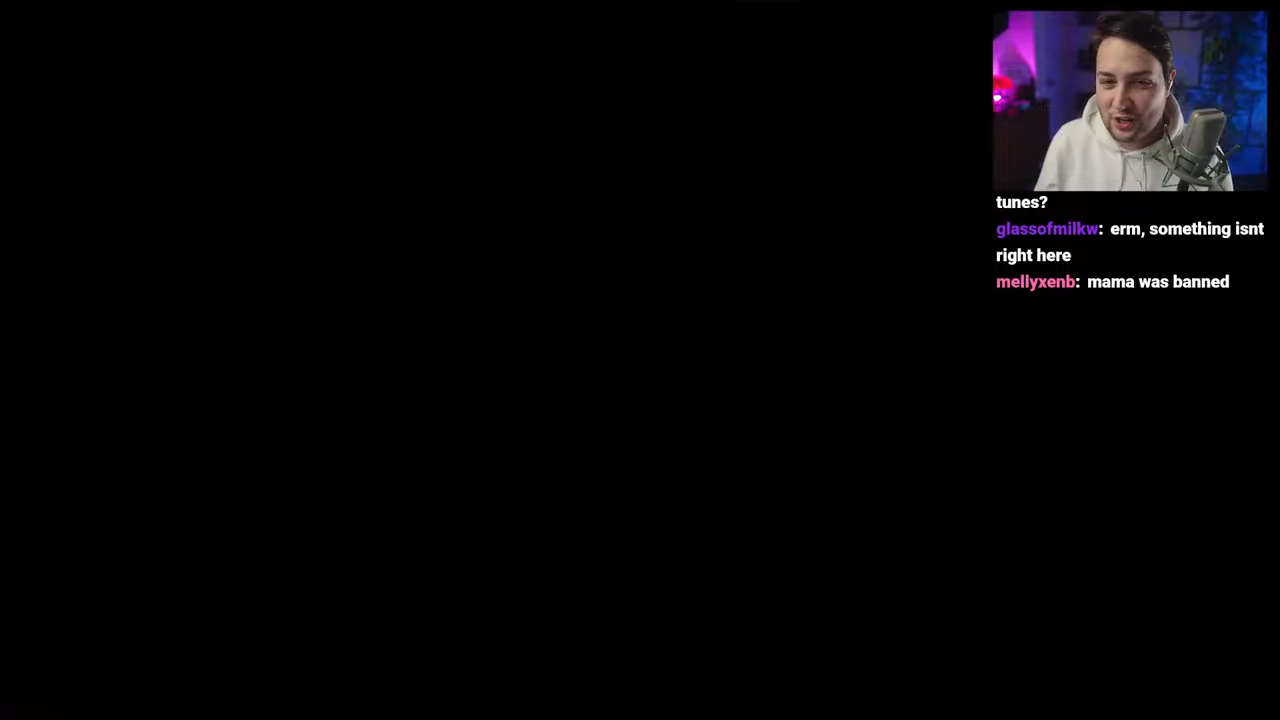 tunes?
glassofmilkw: erm, something isnt
right here
mellyxenb: mama was banned